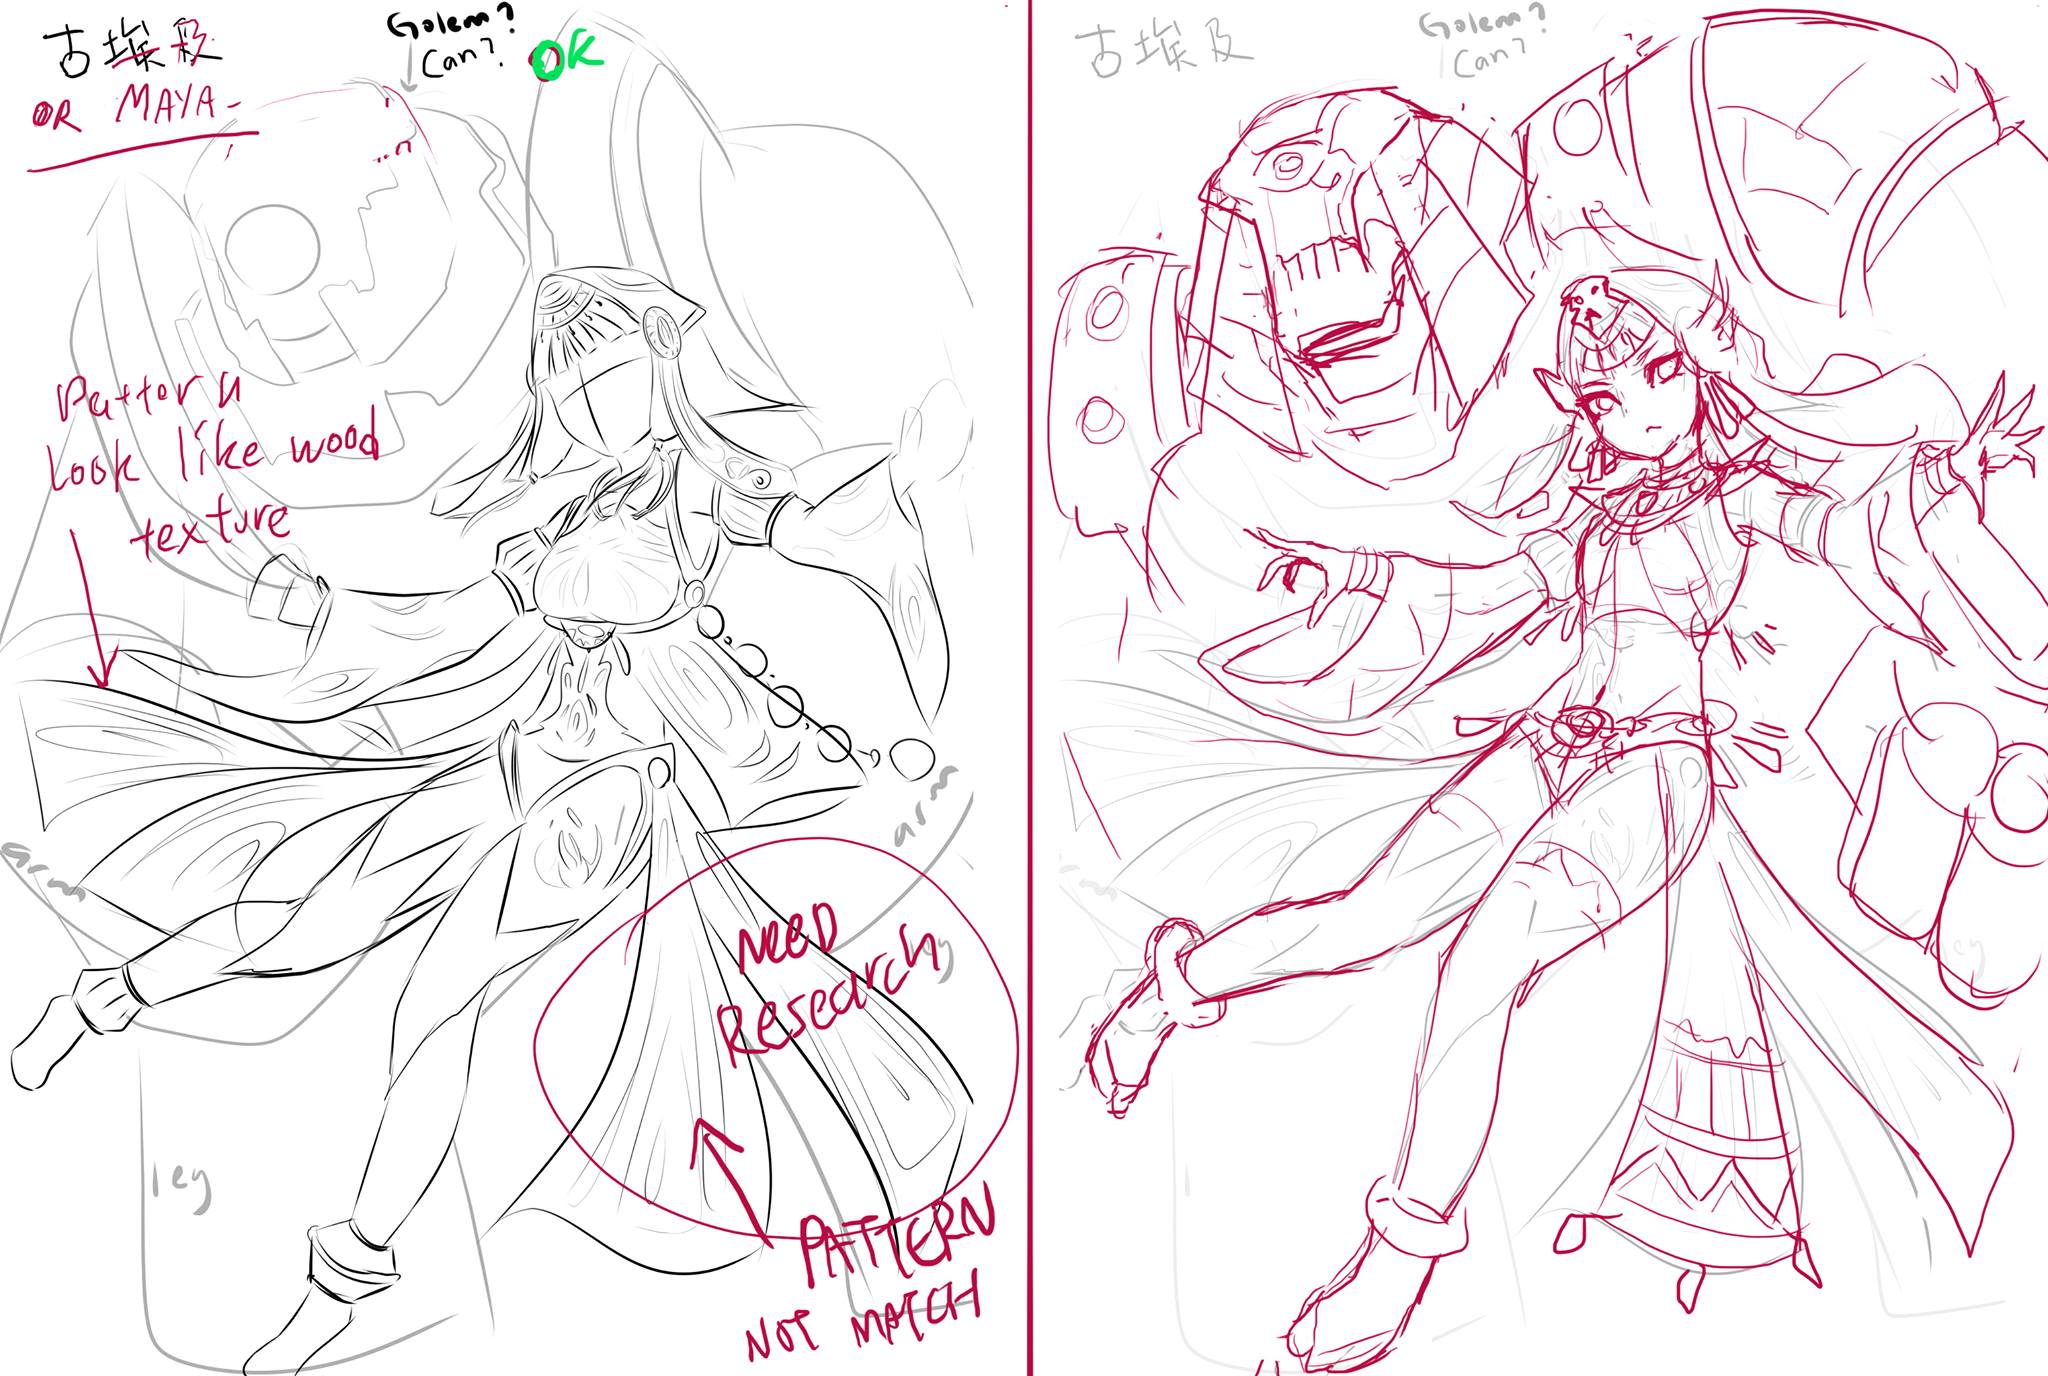 古埃及
OR MAYA-
Golem?
Can?
OK
Pattern
look like wood
texture
arm
arm
leg
NEED
Research
leg
PATTERN
NOT MATCH
古埃及
Golem?
Can?